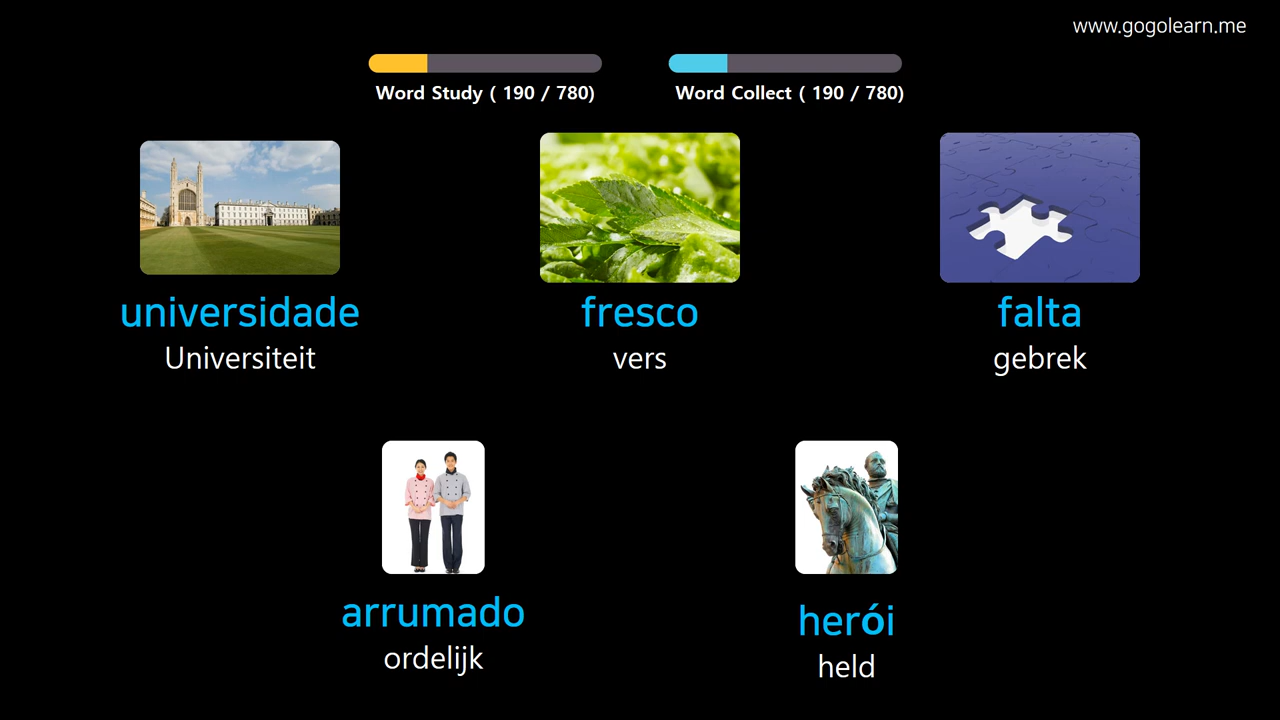 www.gogolearn.me
Word Study ( 190 / 780)
Word Collect ( 190 / 780)
universidade
Universiteit
fresco
vers
falta
gebrek
arrumado
ordelijk
herói
held